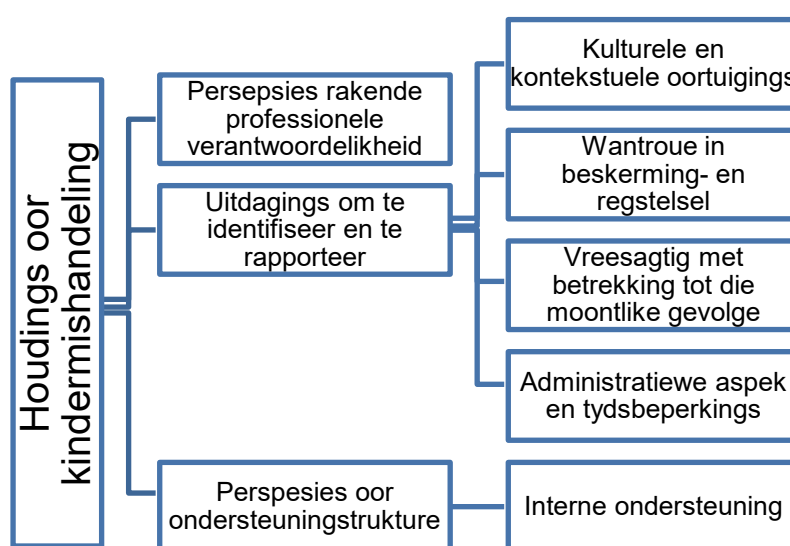 Houdings oor
kindermishandeling
Persepsies rakende
professionele
verantwoordelikheid
Uitdagings om te
identifiseer en te
rapporteer
Perspesies oor
ondersteuningstrukture
Kulturele en
kontekstuele oortuigings
Wantroue in
beskerming- en
regstelsel
Vreesagtig met
betrekking tot die
moontlike gevolge
Administratiewe aspek
en tydsbeperkings
Interne ondersteuning